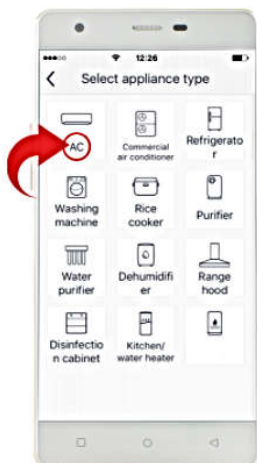 12:26
Select appliance type
AC
Commercial
air conditioner
Refrigerato
r
Washing
machine
Rice
cooker
Purifier
Water
purifier
Dehumidifi
er
Range
hood
Disinfectio
n cabinet
Kitchen/
water heater